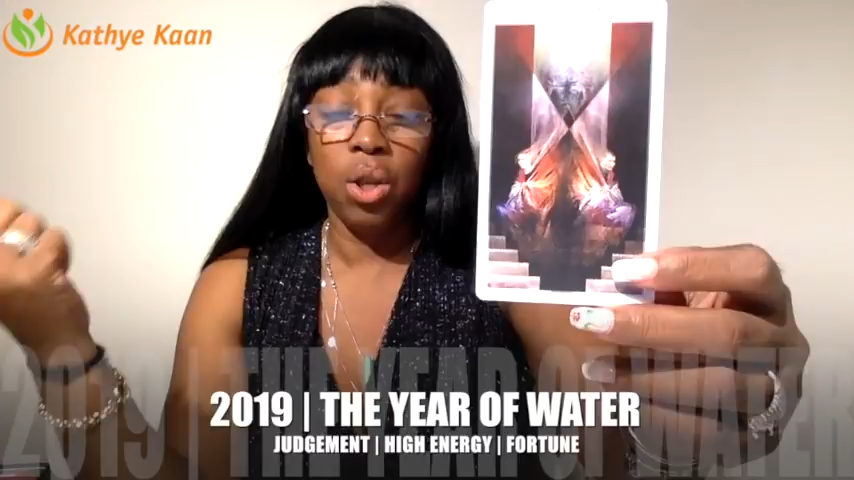 Kathye Kaan
2019 | THE YEAR OF WATER
JUDGEMENT | HIGH ENERGY | FORTUNE
2019 | THE YEAR OF WATER